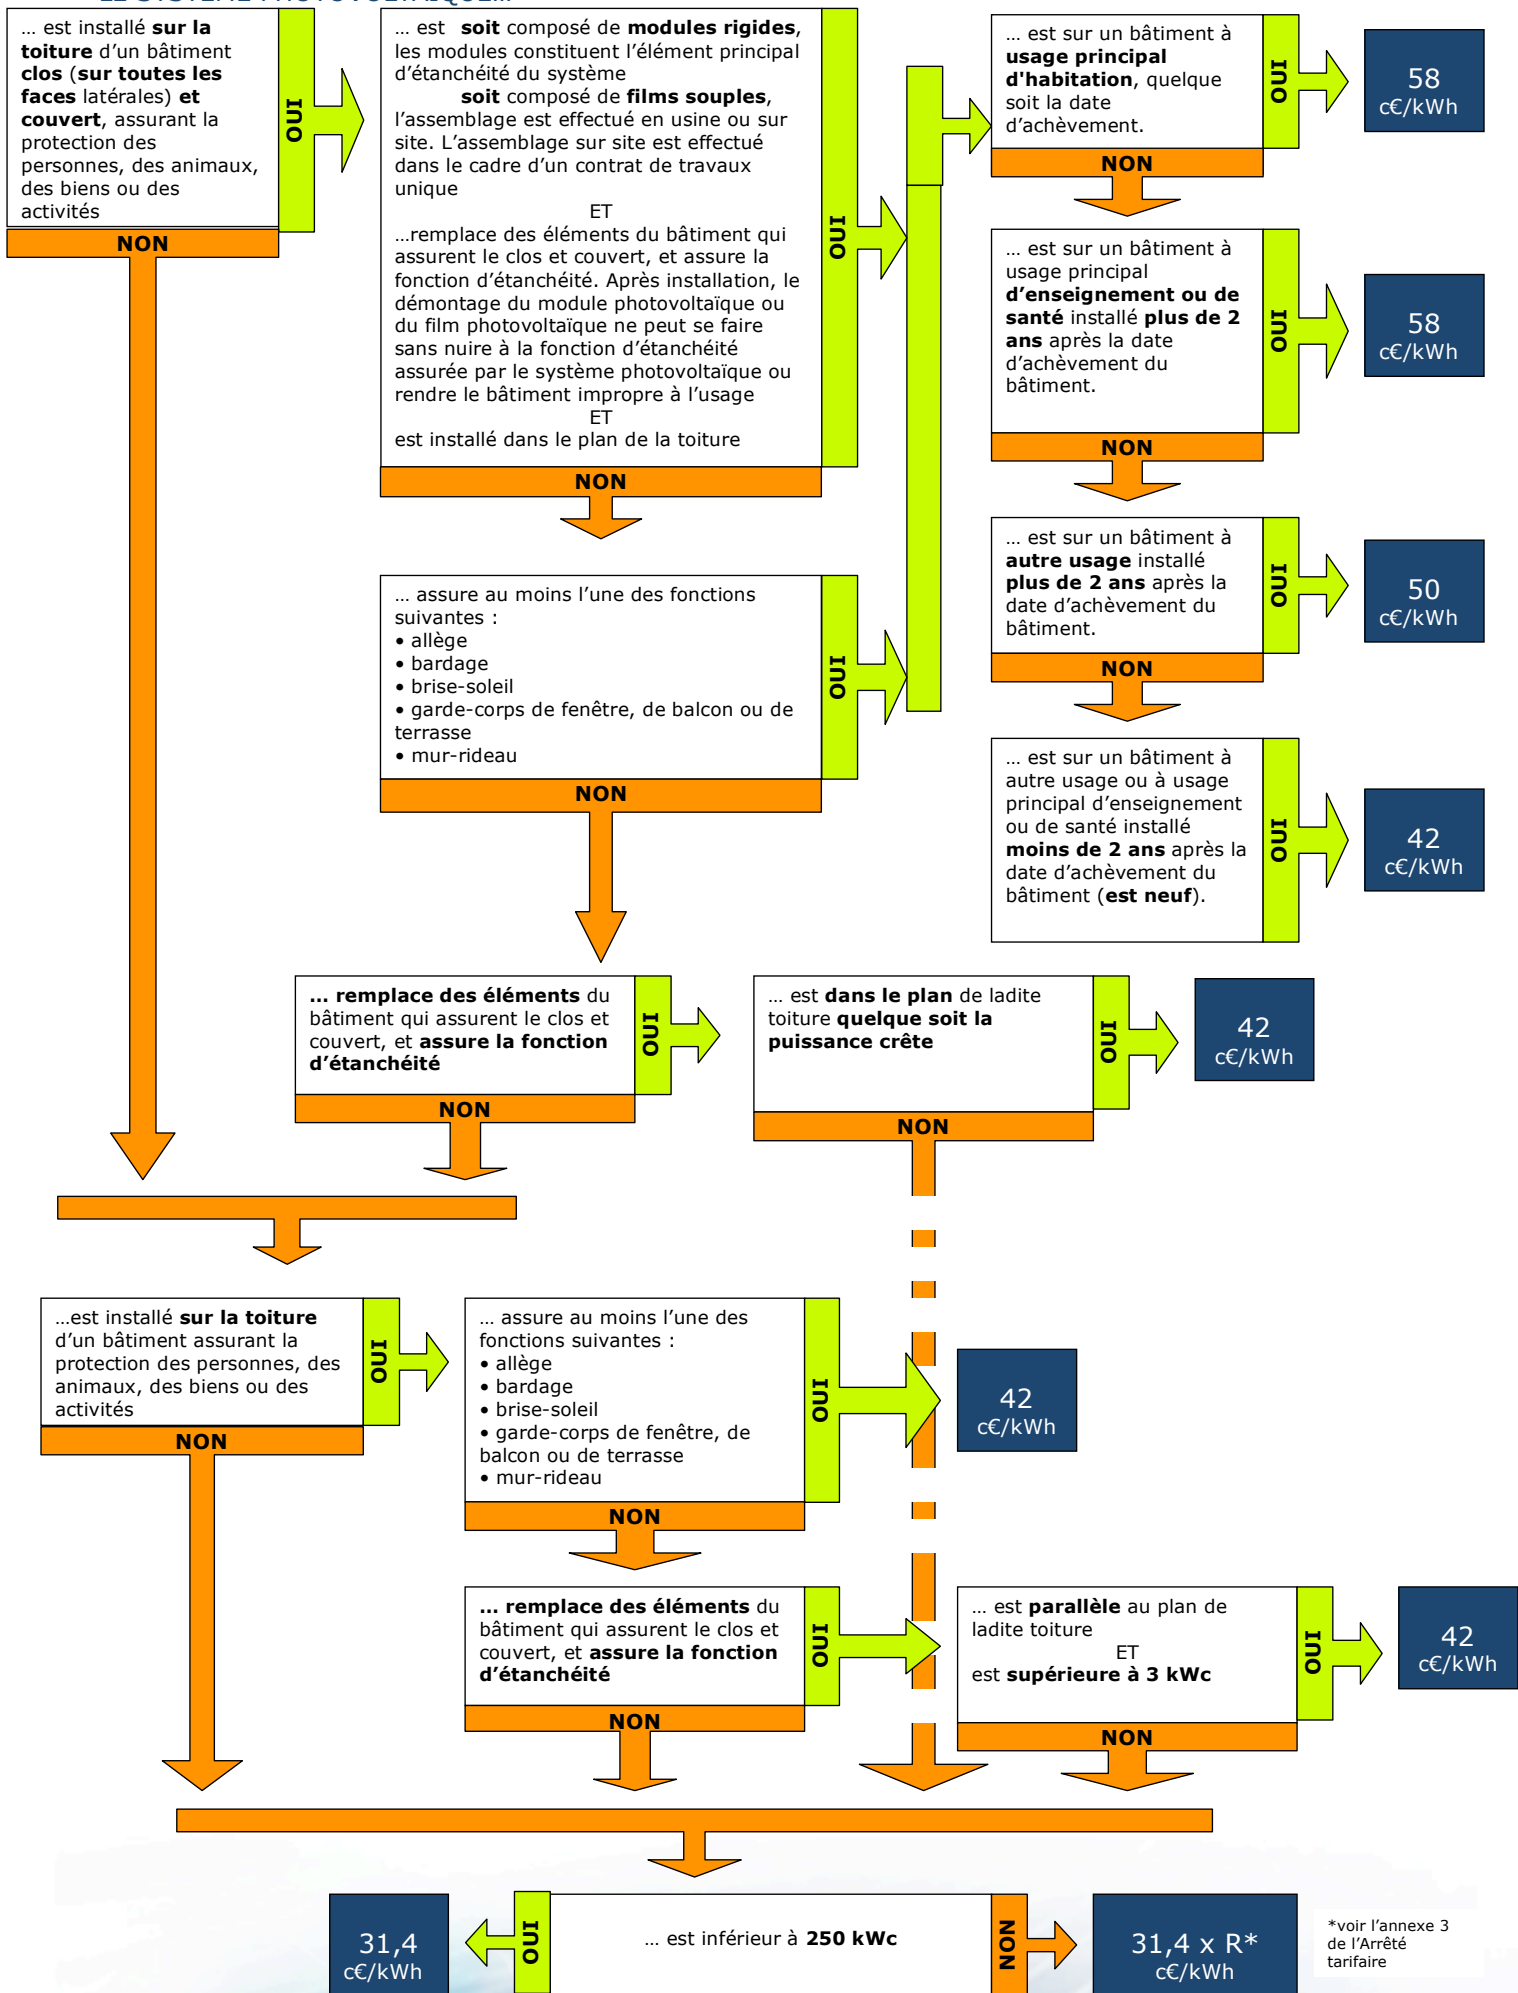 LE SYSTÈME PHOTOVOLTAÏQUE…
… est installé sur la
toiture d’un bâtiment
clos (sur toutes les
faces latérales) et
couvert, assurant la
protection des
personnes, des animaux,
des biens ou des
activités
OUI
NON
… est soit composé de modules rigides,
les modules constituent l’élément principal
d’étanchéité du système
soit composé de films souples,
l’assemblage est effectué en usine ou sur
site. L’assemblage sur site est effectué
dans le cadre d’un contrat de travaux
unique
ET
…remplace des éléments du bâtiment qui
assurent le clos et couvert, et assure la
fonction d’étanchéité. Après installation, le
démontage du module photovoltaïque ou
du film photovoltaïque ne peut se faire
sans nuire à la fonction d’étanchéité
assurée par le système photovoltaïque ou
rendre le bâtiment impropre à l’usage
ET
est installé dans le plan de la toiture
OUI
NON
… est sur un bâtiment à
usage principal
d'habitation, quelque
soit la date
d’achèvement.
OUI
58
c€/kWh
NON
… est sur un bâtiment à
usage principal
d’enseignement ou de
santé installé plus de 2
ans après la date
d’achèvement du
bâtiment.
OUI
58
c€/kWh
NON
… est sur un bâtiment à
autre usage installé
plus de 2 ans après la
date d’achèvement du
bâtiment.
OUI
50
c€/kWh
NON
… est sur un bâtiment à
autre usage ou à usage
principal d’enseignement
ou de santé installé
moins de 2 ans après la
date d’achèvement du
bâtiment (est neuf).
OUI
42
c€/kWh
… assure au moins l’une des fonctions
suivantes :
• allège
• bardage
• brise-soleil
• garde-corps de fenêtre, de balcon ou de
terrasse
• mur-rideau
OUI
NON
… remplace des éléments du
bâtiment qui assurent le clos et
couvert, et assure la fonction
d’étanchéité
OUI
NON
… est dans le plan de ladite
toiture quelque soit la
puissance crête
OUI
42
c€/kWh
NON
…est installé sur la toiture
d’un bâtiment assurant la
protection des personnes, des
animaux, des biens ou des
activités
OUI
NON
… assure au moins l’une des
fonctions suivantes :
• allège
• bardage
• brise-soleil
• garde-corps de fenêtre, de
balcon ou de terrasse
• mur-rideau
OUI
42
c€/kWh
NON
… remplace des éléments du
bâtiment qui assurent le clos et
couvert, et assure la fonction
d’étanchéité
OUI
NON
… est parallèle au plan de
ladite toiture
ET
est supérieure à 3 kWc
OUI
42
c€/kWh
NON
31,4
c€/kWh
OUI
… est inférieur à 250 kWc
NON
31,4 x R*
c€/kWh
*voir l’annexe 3
de l’Arrêté
tarifaire